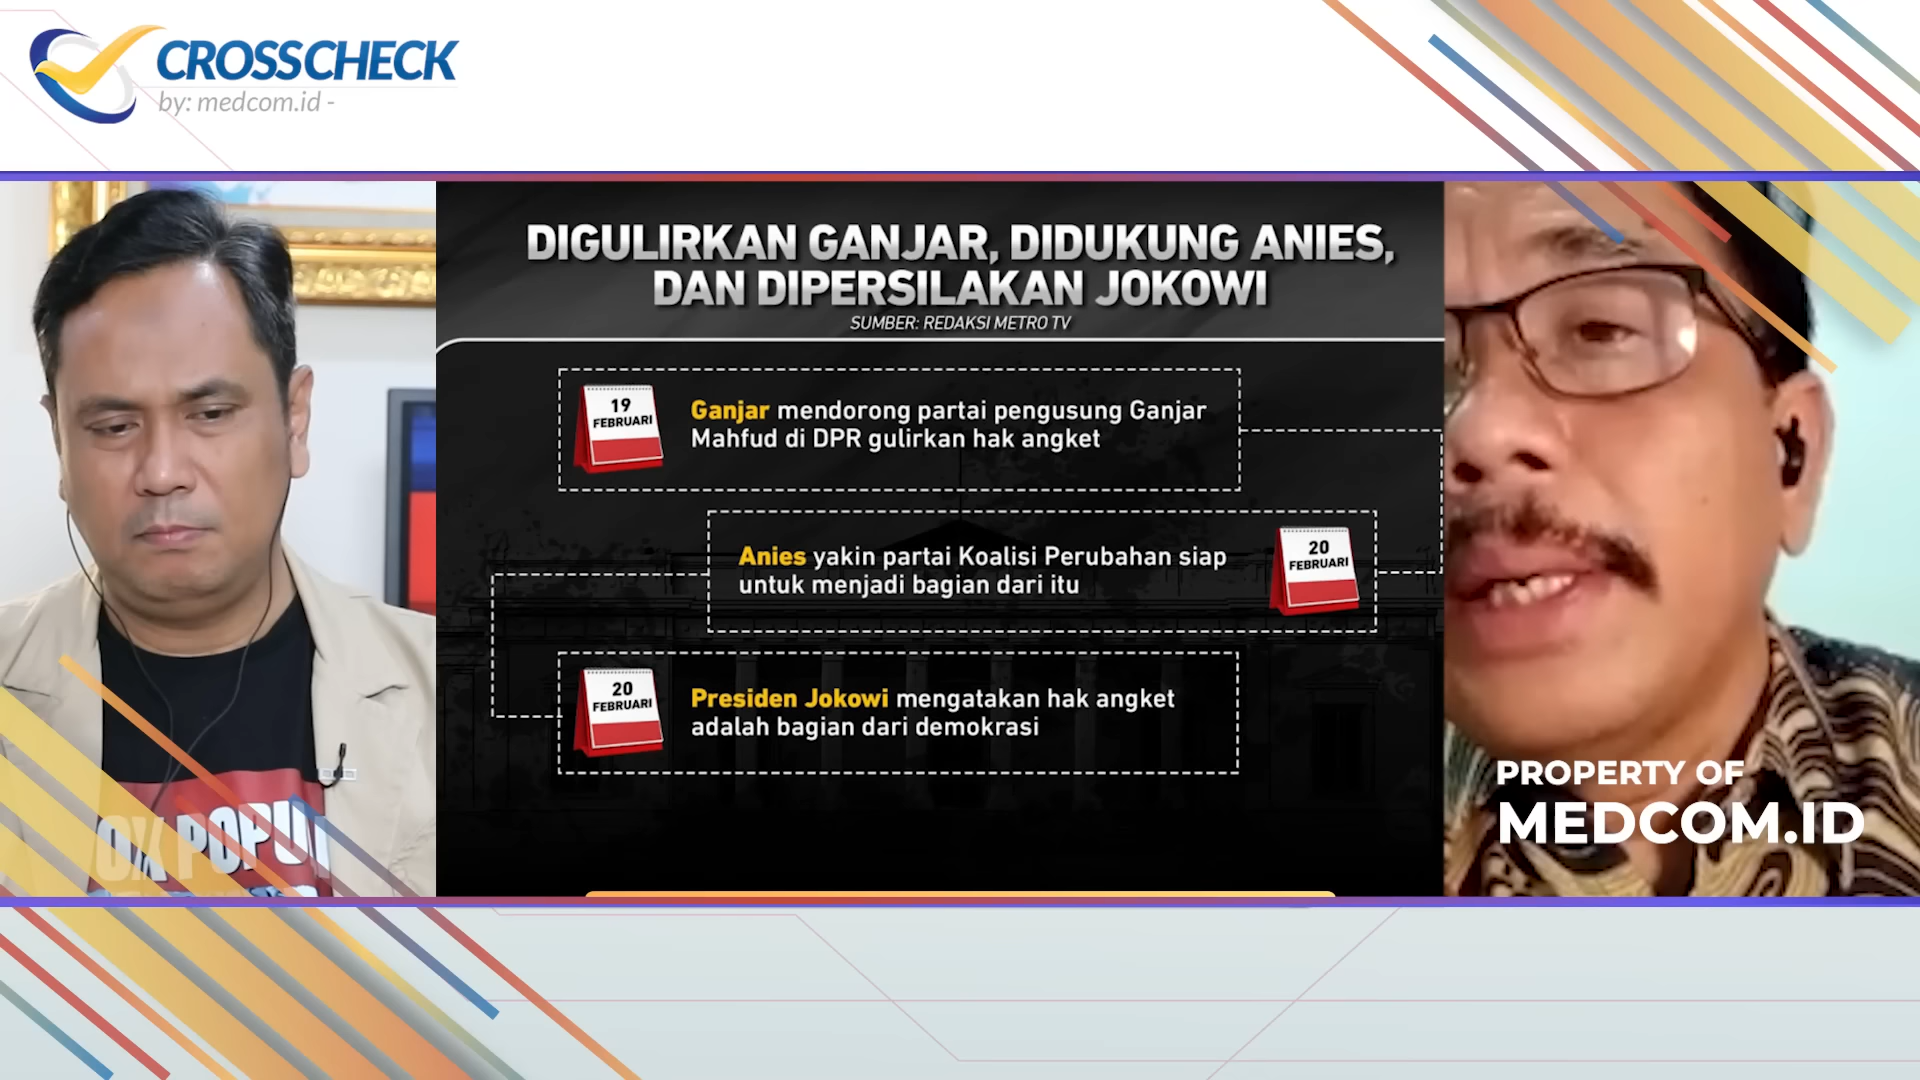 CROSSCHECK
by: medcom.id -
DIGULIRKAN GANJAR, DIDUKUNG ANIES,
DAN DIPERSILAKAN JOKOWI
SUMBER: REDAKSI METRO TV
19
FEBRUARI
Ganjar mendorong partai pengusung Ganjar
Mahfud di DPR gulirkan hak angket
Anies yakin partai Koalisi Perubahan siap
untuk menjadi bagian dari itu
20
FEBRUARI
20
FEBRUARI
Presiden Jokowi mengatakan hak angket
adalah bagian dari demokrasi
OX POPU
PROPERTY OF
MEDCOM.ID